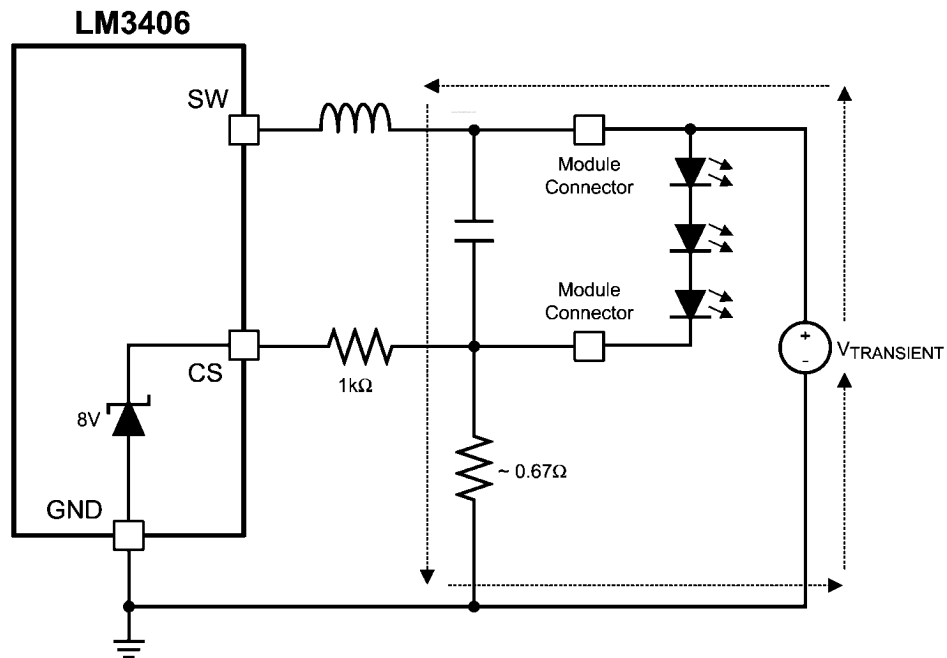 LM3406
SW
Module
Connector
Module
Connector
+
-
VTRANSIENT
CS
1kΩ
8V
~ 0.67Ω
GND